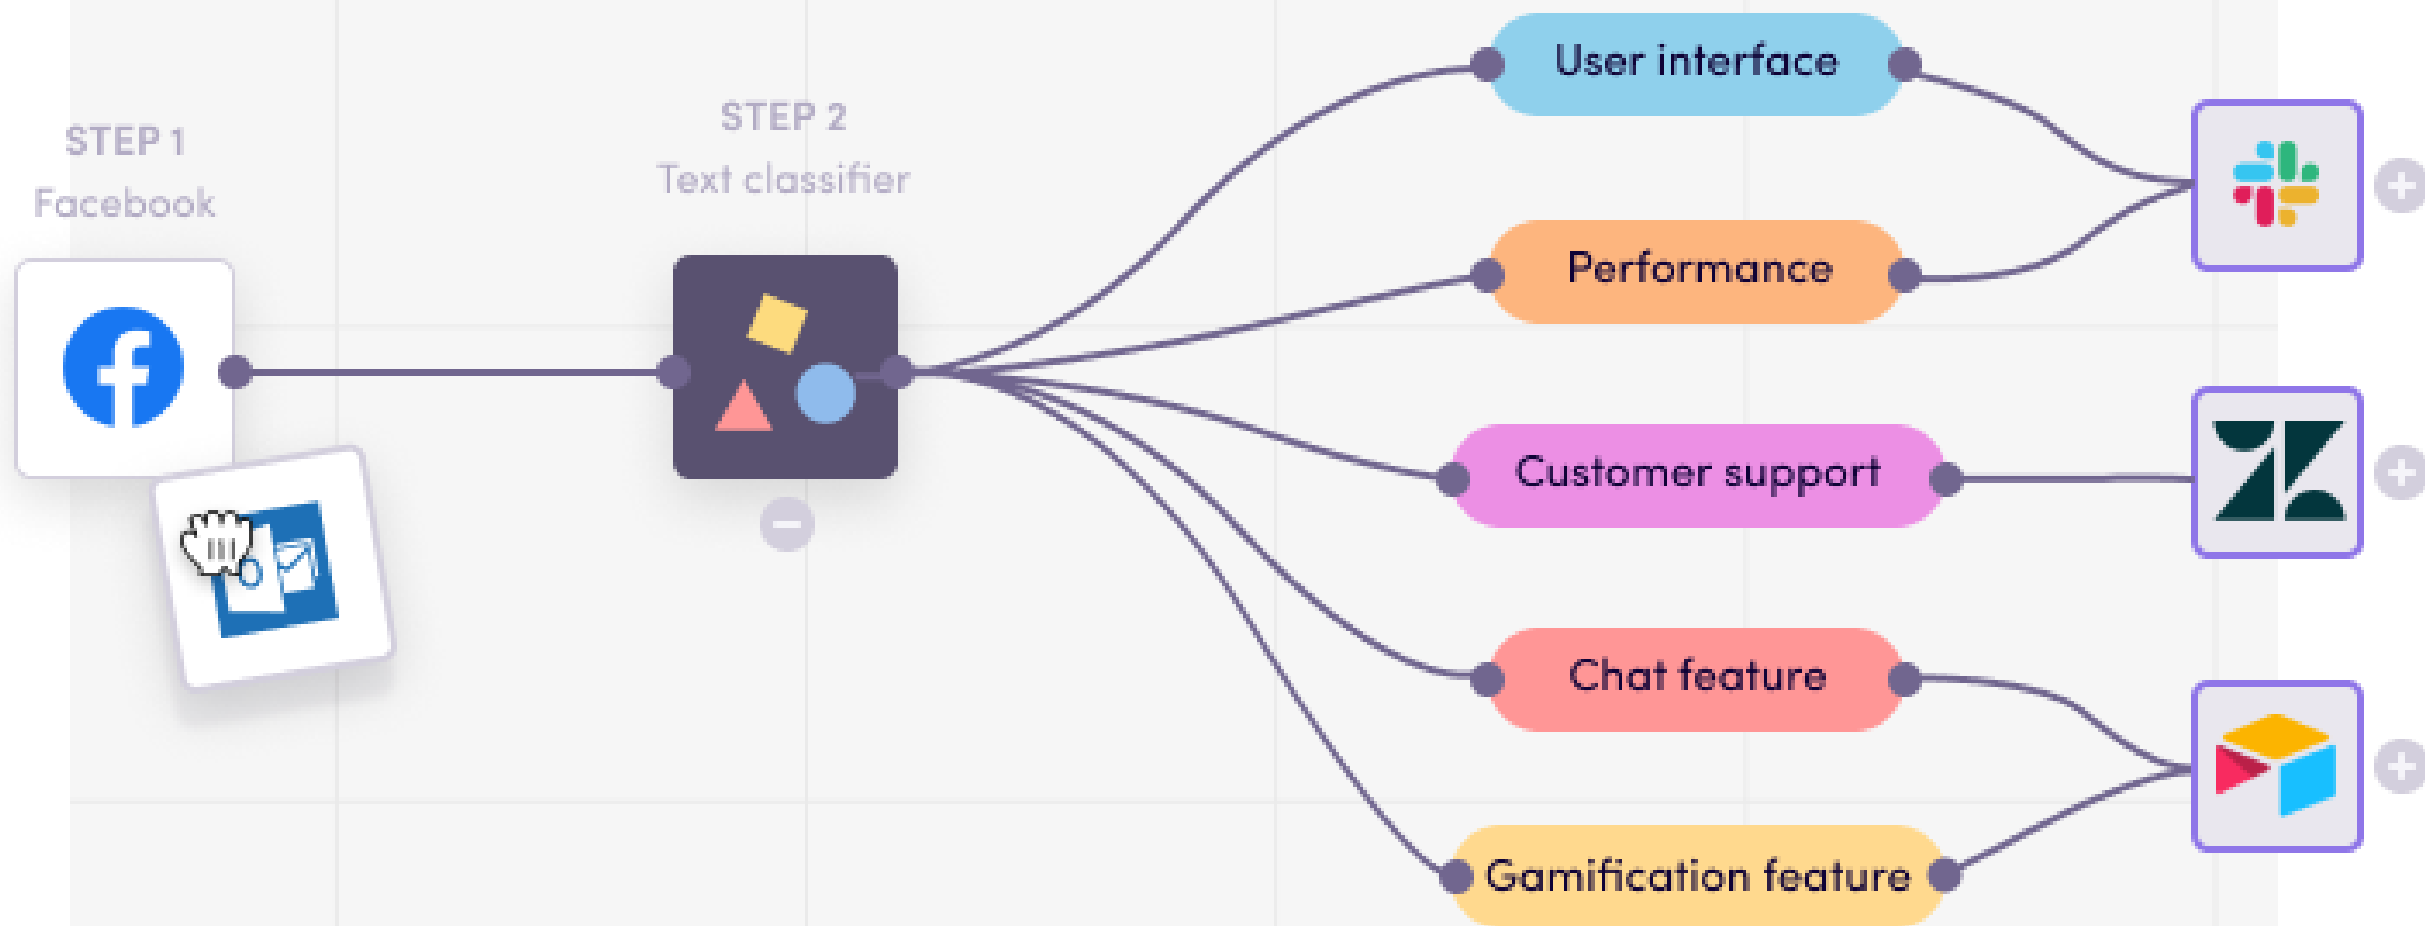 STEP 1
Facebook
STEP 2
Text classifier
User interface
Performance
Customer support
Chat feature
Gamification feature